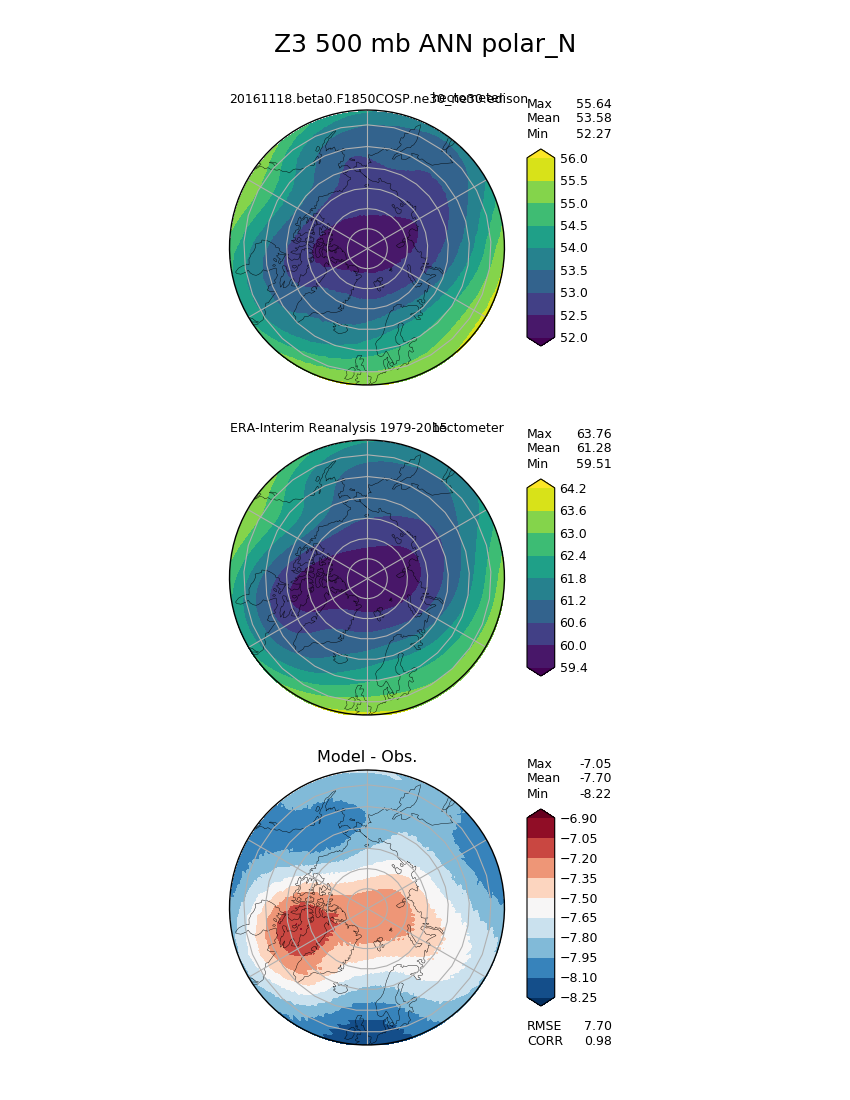 Z3 500 mb ANN polar_N
20161118.beta0.F1850COSP.ne30_ne30.edison
hectometer
Max 55.64
Mean 53.58
Min 52.27
56.0
55.5
55.0
54.5
54.0
53.5
53.0
52.5
52.0
ERA-Interim Reanalysis 1979-2015
hectometer
Max 63.76
Mean 61.28
Min 59.51
64.2
63.6
63.0
62.4
61.8
61.2
60.6
60.0
59.4
Model - Obs.
Max -7.05
Mean -7.70
Min -8.22
−6.90
−7.05
−7.20
−7.35
−7.50
−7.65
−7.80
−7.95
−8.10
−8.25
RMSE 7.70
CORR 0.98